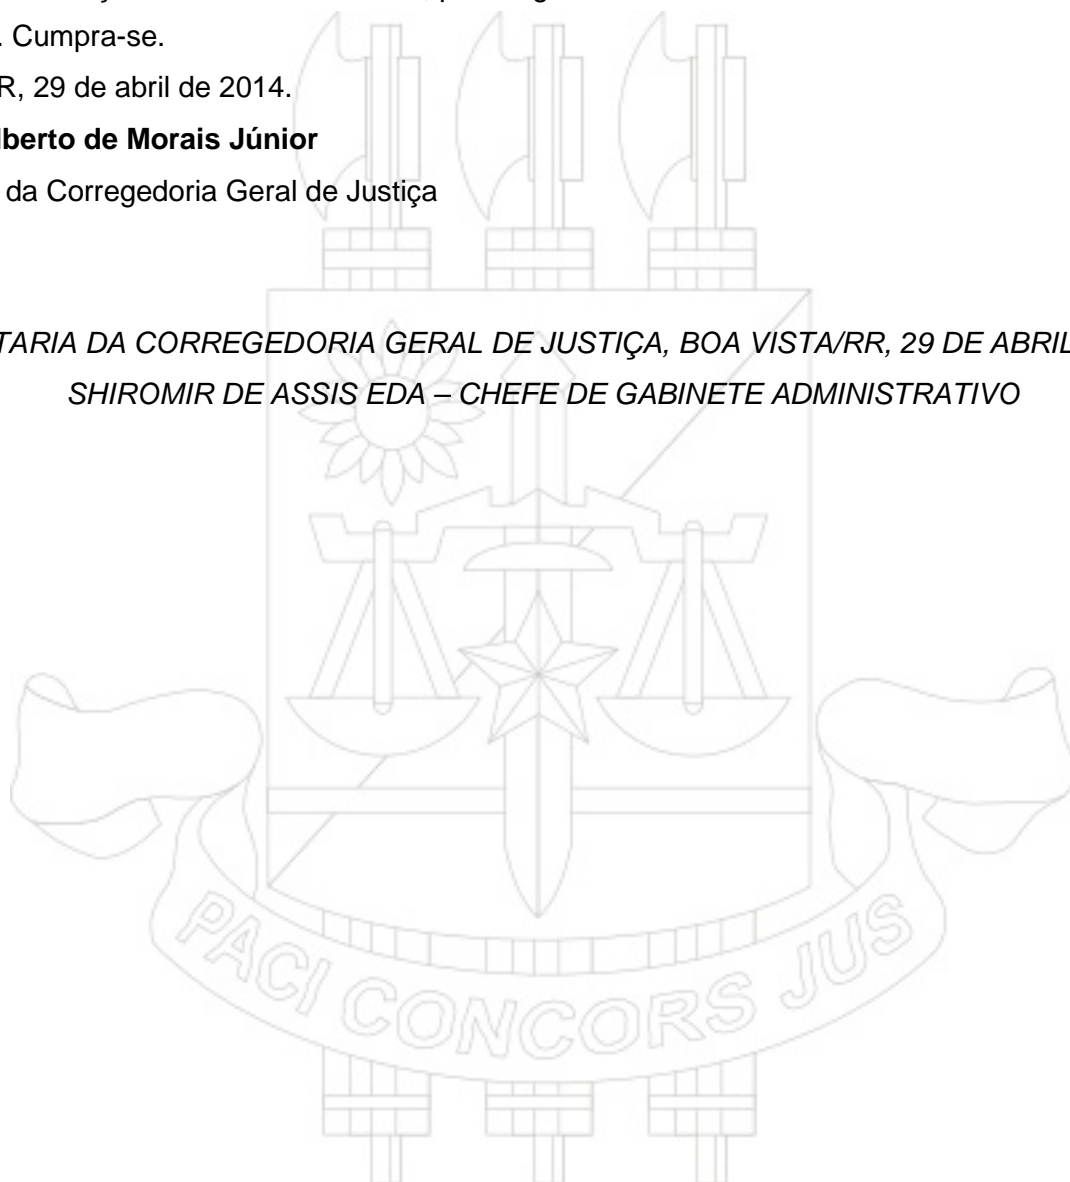 . Cumpra-se.
R, 29 de abril de 2014.
lberto de Morais Júnior
da Corregedoria Geral de Justiça
TARIA DA CORREGEDORIA GERAL DE JUSTIÇA, BOA VISTA/RR, 29 DE ABRIL
SHIROMIR DE ASSIS EDA – CHEFE DE GABINETE ADMINISTRATIVO
PACI CONCORS JUS